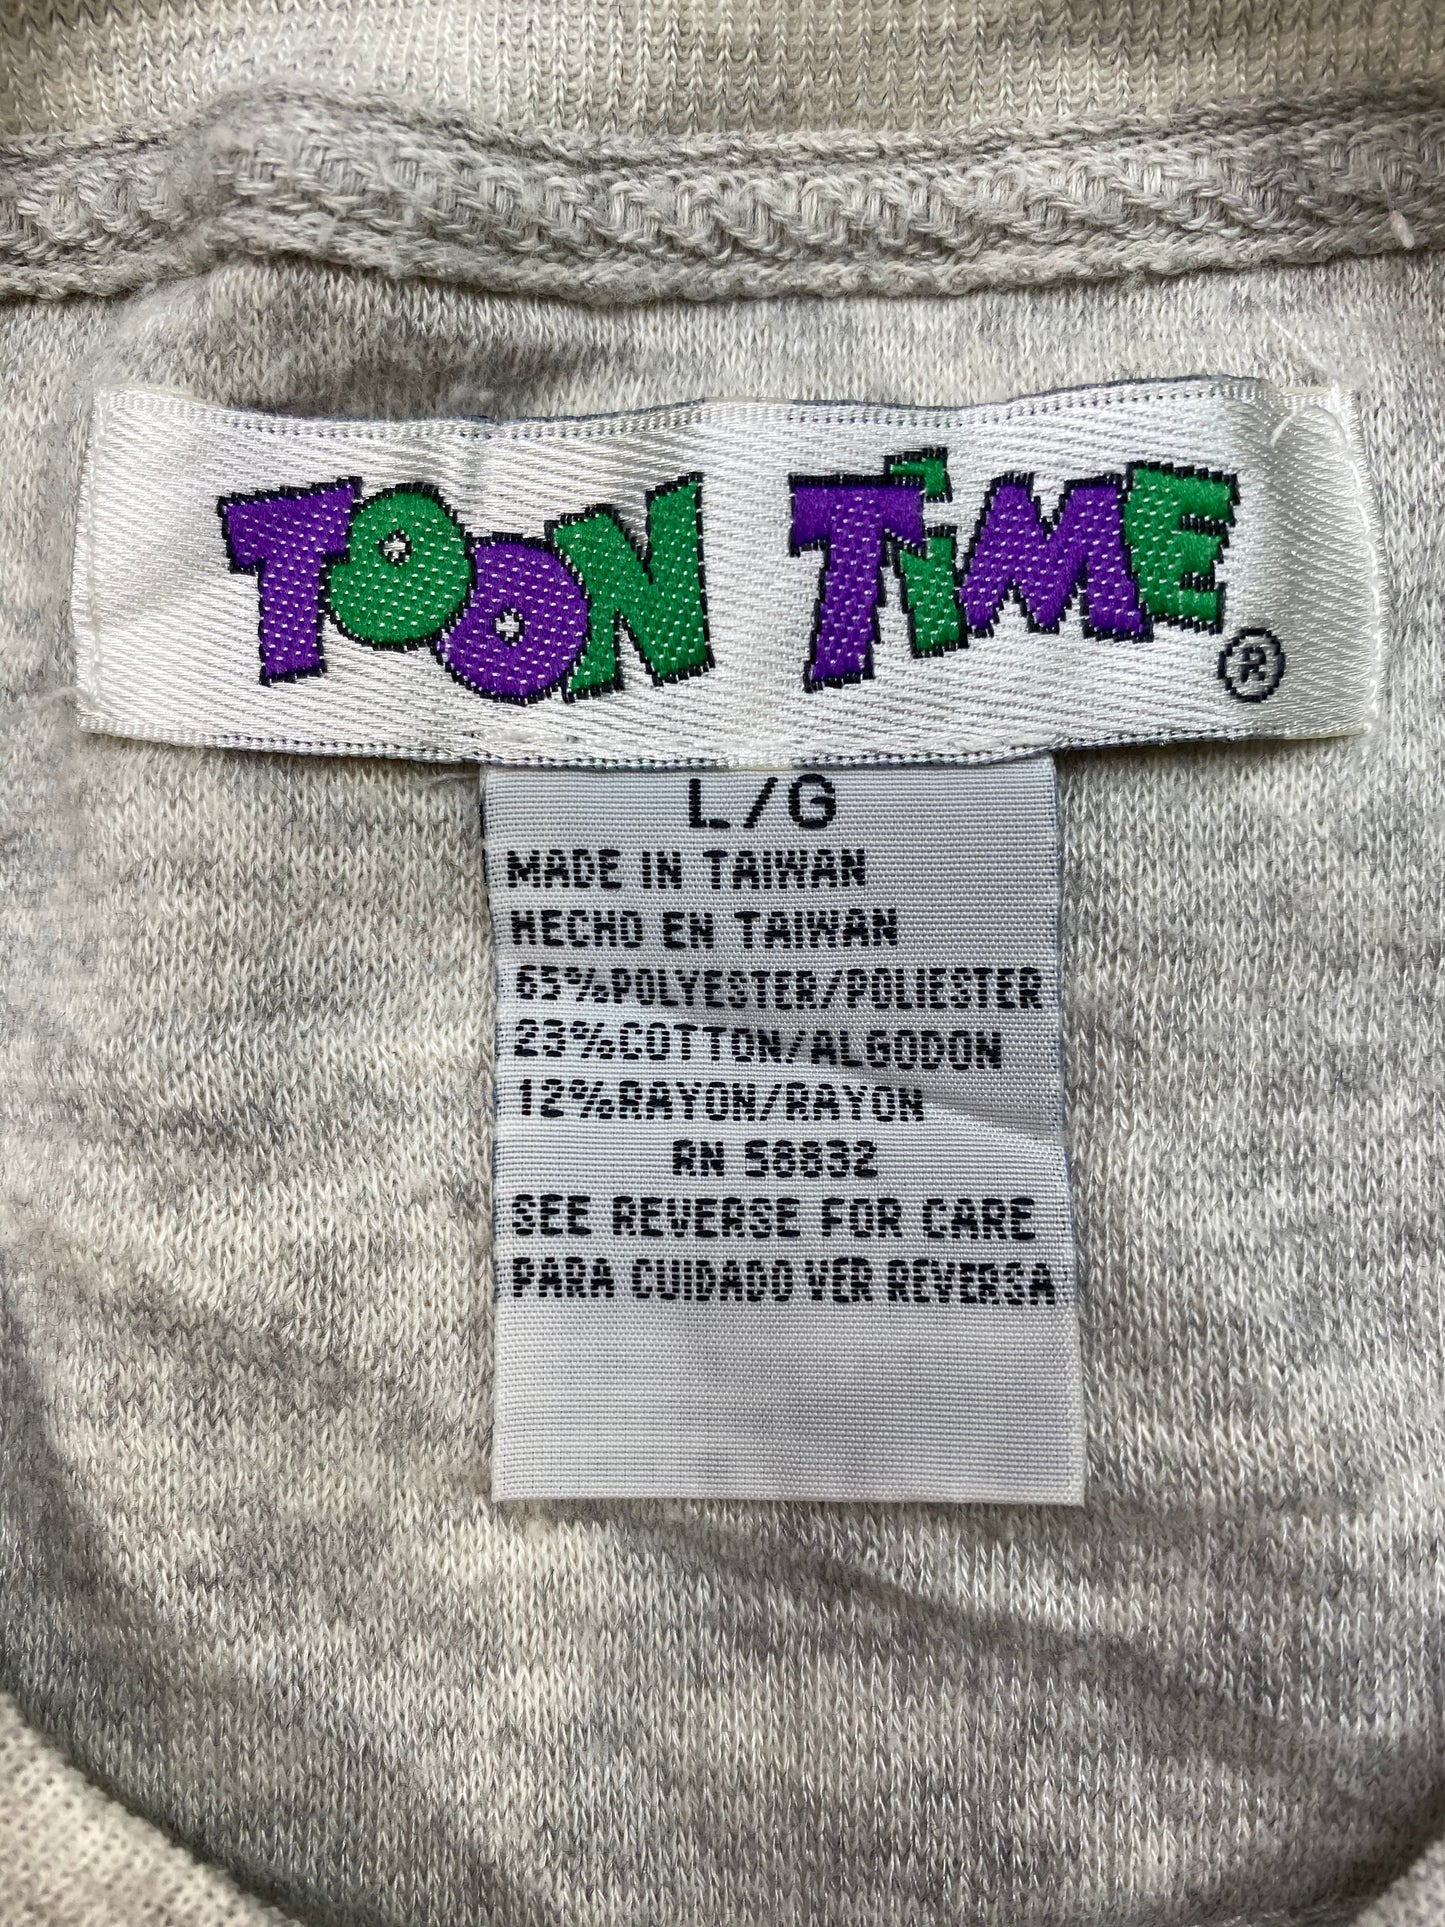 TOON TiME ®
L/G
MADE IN TAIWAN
HECHO EN TAIWAN
65%POLYESTER/POLIESTER
23%COTTON/ALGODON
12%RAYON/RAYON
RN 58832
SEE REVERSE FOR CARE
PARA CUIDADO VER REVERSA